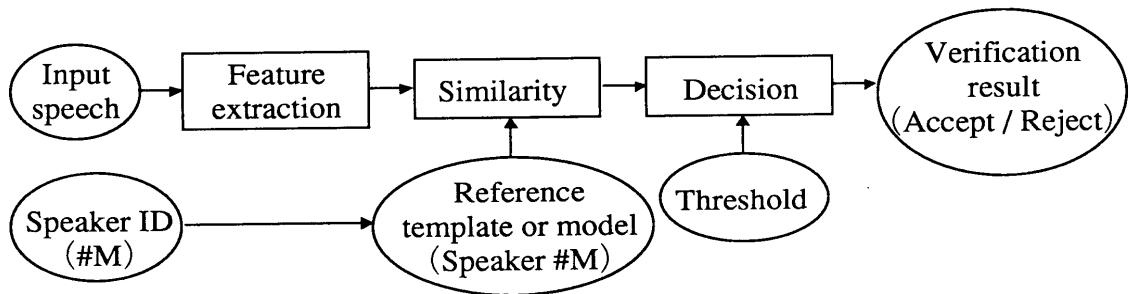 Input
speech
Feature
extraction
Similarity
Decision
Verification
result
(Accept / Reject)
Speaker ID
(#M)
Reference
template or model
(Speaker #M)
Threshold